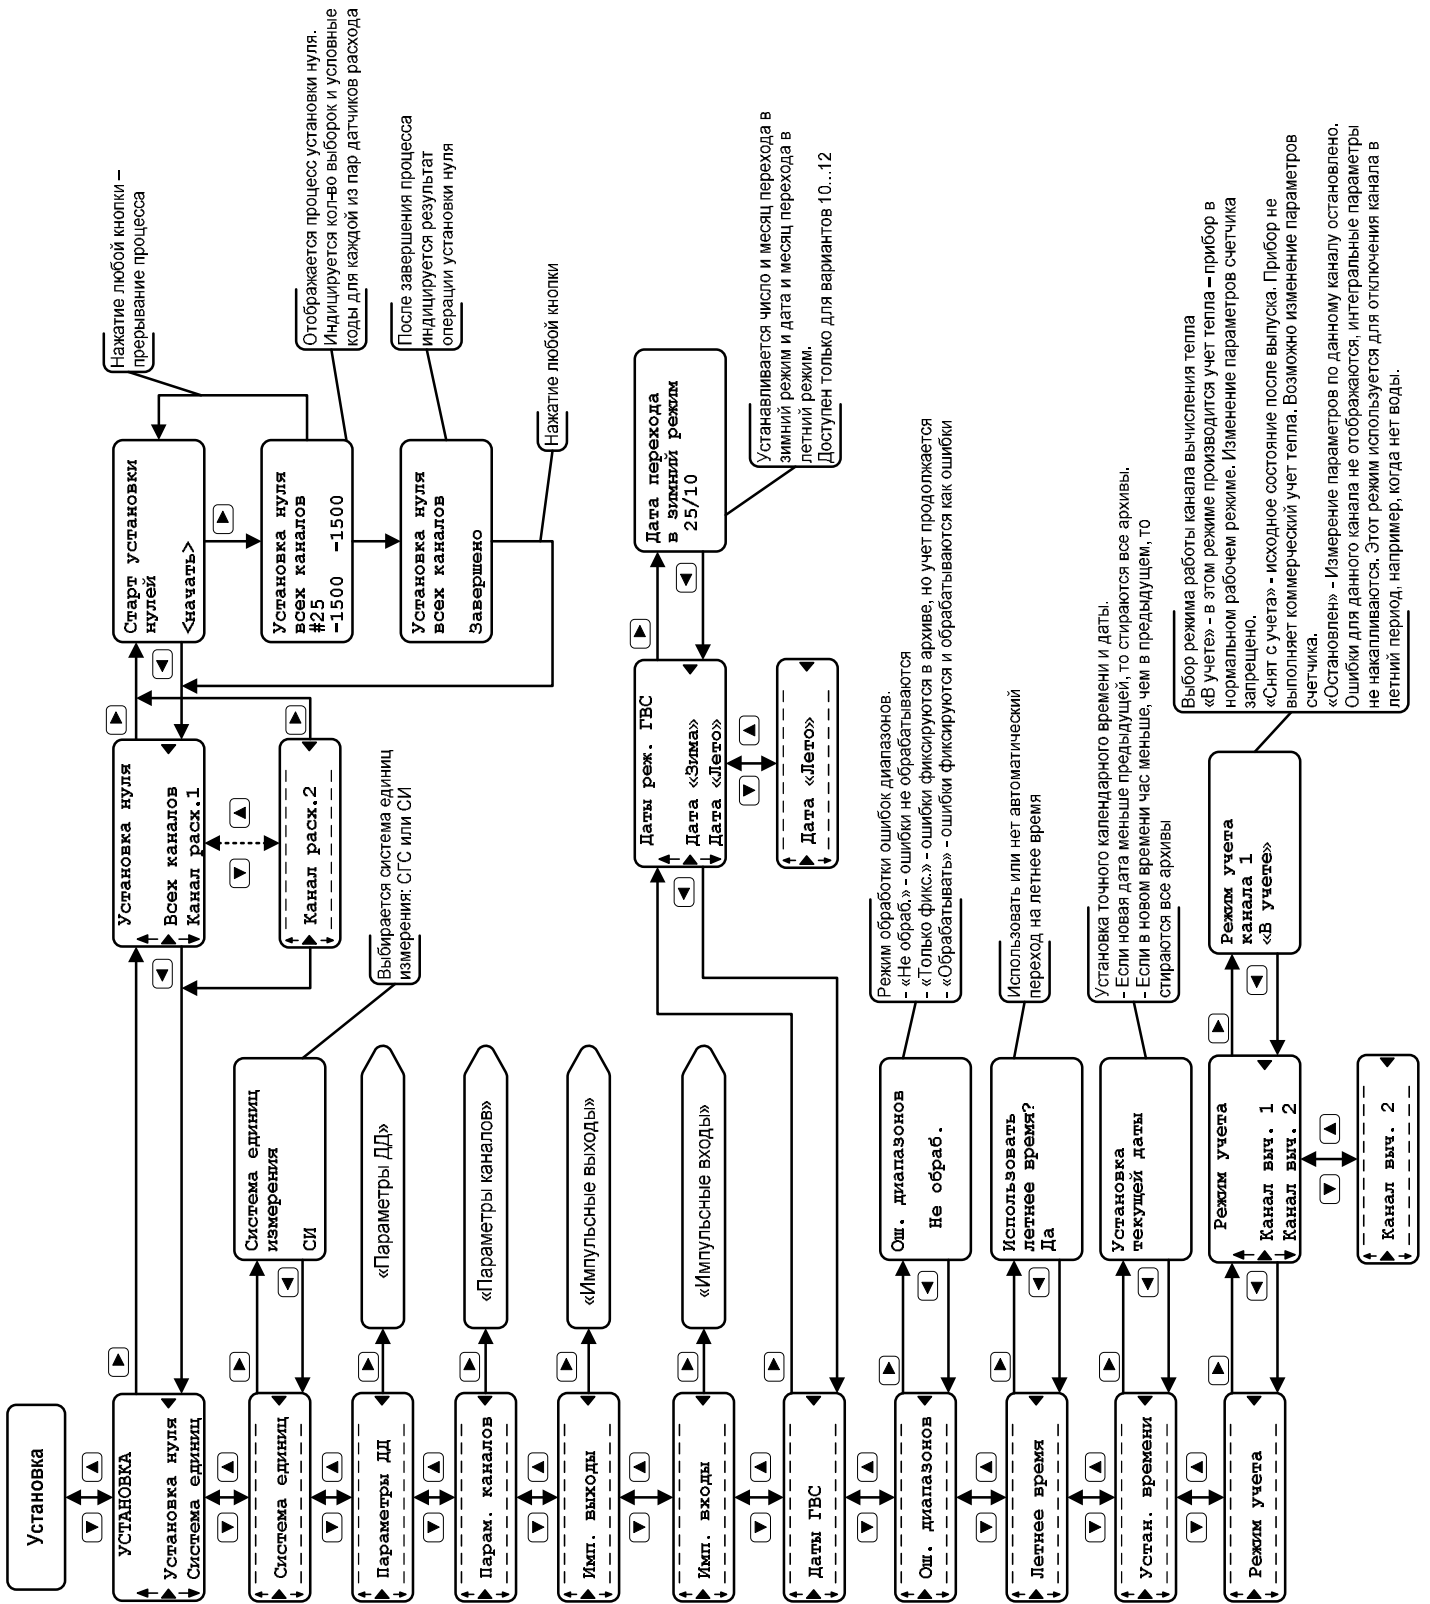 Установка
УСТАНОВКА
Установка нуля
Система единиц
Установка нуля
Всех каналов
Канал расх.1
Канал расх.2
Старт установки
нулей
<начать>
Нажатие любой кнопки –
прерывание процесса
Установка нуля
всех каналов
#25
-1500 -1500
Отображается процесс установки нуля.
Индицируется кол-во выборок и условные
коды для каждой из пар датчиков расхода
Установка нуля
всех каналов
Завершено
После завершения процесса
индицируется результат
операции установки нуля
Нажатие любой кнопки
Система единиц
Система единиц
измерения
СИ
Выбирается система единиц
измерения: СГС или СИ
Параметры ДД
«Параметры ДД»
Парам. каналов
«Параметры каналов»
Имп. выходы
«Импульсные выходы»
Имп. входы
«Импульсные входы»
Даты ГВС
Даты реж. ГВС
Дата «Зима»
Дата «Лето»
Дата «Лето»
Дата перехода
в зимний режим
25/10
Устанавливается число и месяц перехода в
зимний режим и дата и месяц перехода в
летний режим.
Доступен только для вариантов 10...12
Ош. диапазонов
Ош. диапазонов
Не обраб.
Режим обработки ошибок диапазонов.
- «Не обраб.» - ошибки не обрабатываются
- «Только фикс.» - ошибки фиксируются в архиве, но учет продолжается
- «Обрабатывать» - ошибки фиксируются и обрабатываются как ошибки
Летнее время
Использовать
летнее время?
Да
Использовать или нет автоматический
переход на летнее время
Устан. времени
Установка
текущей даты
Установка точного календарного времени и даты.
- Если новая дата меньше предыдущей, то стираются все архивы.
- Если в новом времени час меньше, чем в предыдущем, то
стираются все архивы
Режим учета
Режим учета
Канал выч. 1
Канал выч. 2
Канал выч. 2
Режим учета
канала 1
«В учете»
Выбор режима работы канала вычисления тепла
«В учете» - в этом режиме производится учет тепла – прибор в
нормальном рабочем режиме. Изменение параметров счетчика
запрещено.
«Снят с учета» - исходное состояние после выпуска. Прибор не
выполняет коммерческий учет тепла. Возможно изменение параметров
счетчика.
«Остановлен» - Измерение параметров по данному каналу остановлено.
Ошибки для данного канала не отображаются, интегральные параметры
не накапливаются. Этот режим используется для отключения канала в
летний период, например, когда нет воды.